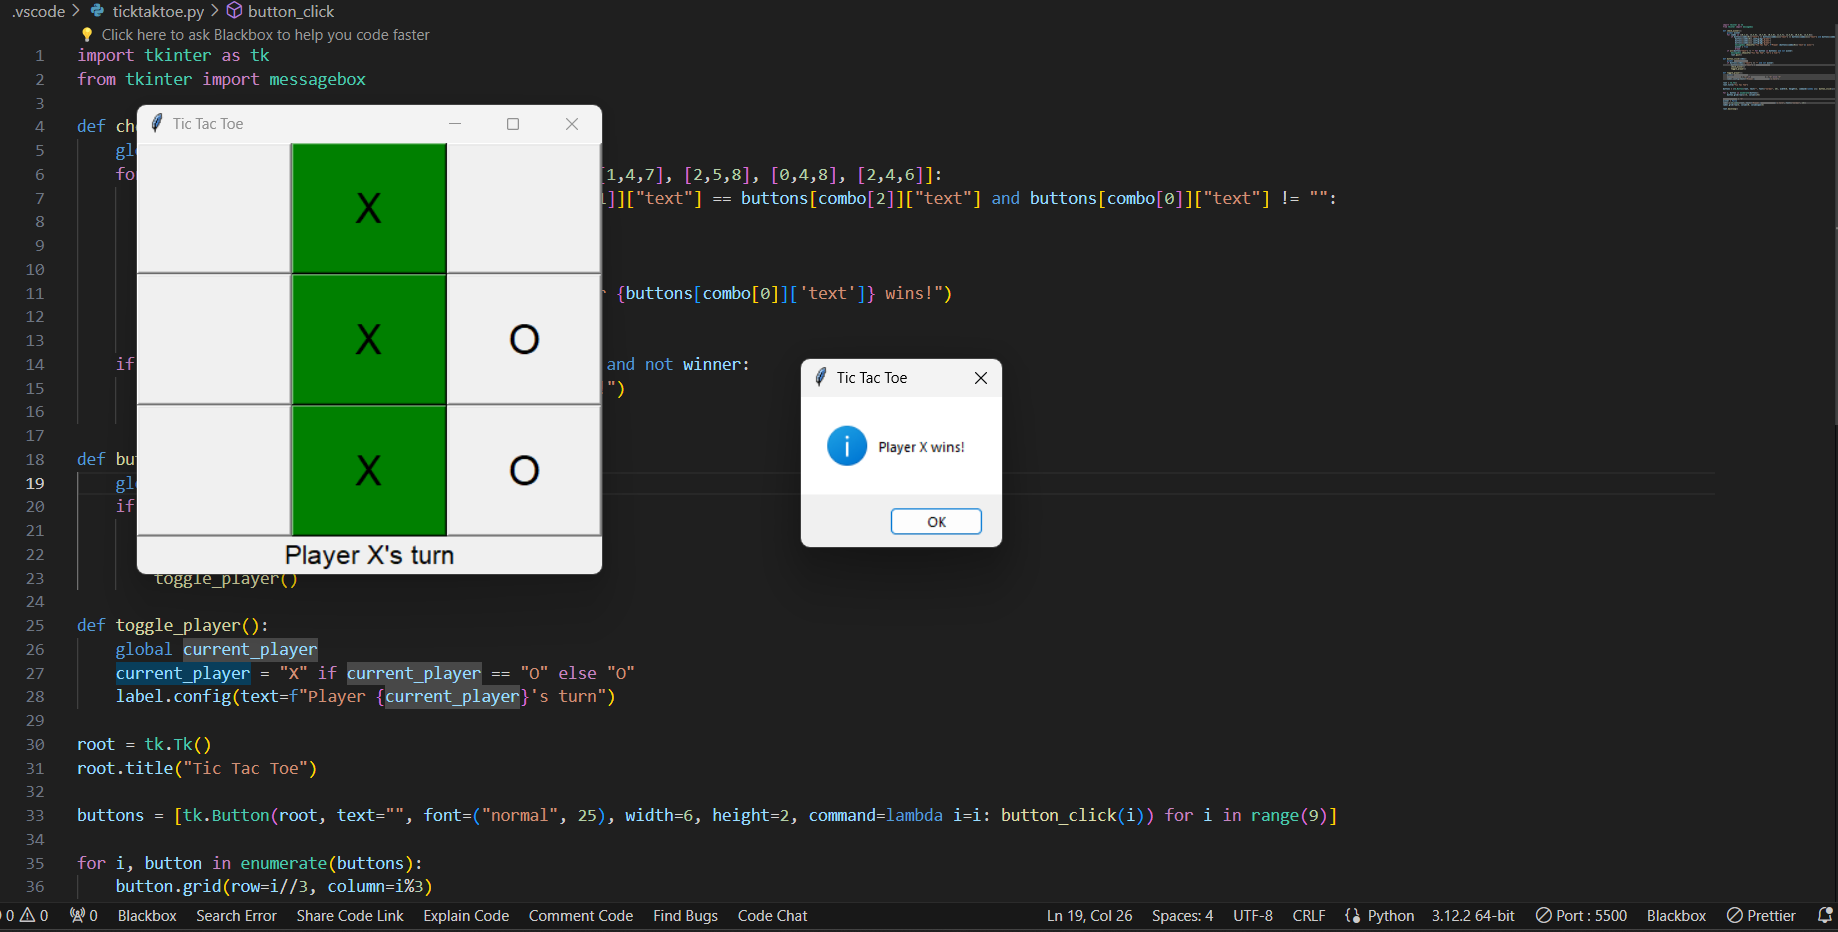 .vscode > ticktaktoe.py > button_click
Click here to ask Blackbox to help you code faster
1 import tkinter as tk
2 from tkinter import messagebox
3
4 def ch
5 gl
6 fo [1,4,7], [2,5,8], [0,4,8], [2,4,6]]:
7 ]]["text"] == buttons[combo[2]]["text"] and buttons[combo[0]]["text"] != "":
8
9
10
11 {buttons[combo[0]]['text']} wins!")
12
13
14 if and not winner:
15 ")
16
17
18 def bu
19 gl
20 if
21
22
23 toggle_player()
24
25 def toggle_player():
26 global current_player
27 current_player = "X" if current_player == "O" else "O"
28 label.config(text=f"Player {current_player}'s turn")
29
30 root = tk.Tk()
31 root.title("Tic Tac Toe")
32
33 buttons = [tk.Button(root, text="", font=("normal", 25), width=6, height=2, command=lambda i=i: button_click(i)) for i in range(9)]
34
35 for i, button in enumerate(buttons):
36 button.grid(row=i//3, column=i%3)
Tic Tac Toe
X
X O
X O
Player X's turn
Tic Tac Toe
Player X wins!
OK
0 0 0 Blackbox Search Error Share Code Link Explain Code Comment Code Find Bugs Code Chat Ln 19, Col 26 Spaces: 4 UTF-8 CRLF Python 3.12.2 64-bit Port : 5500 Blackbox Prettier